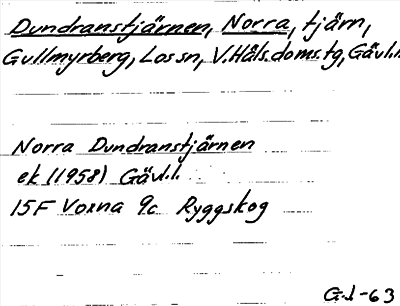 Dundranstjärnen, Norra, tjärn,
Gullmyrberg, Los sn, V.Häls.doms.tg, Gävl.l.
Norra Dundranstjärnen
ek (1958) Gävl.l.
15F Voxna 9c Ryggskog
G.J-63